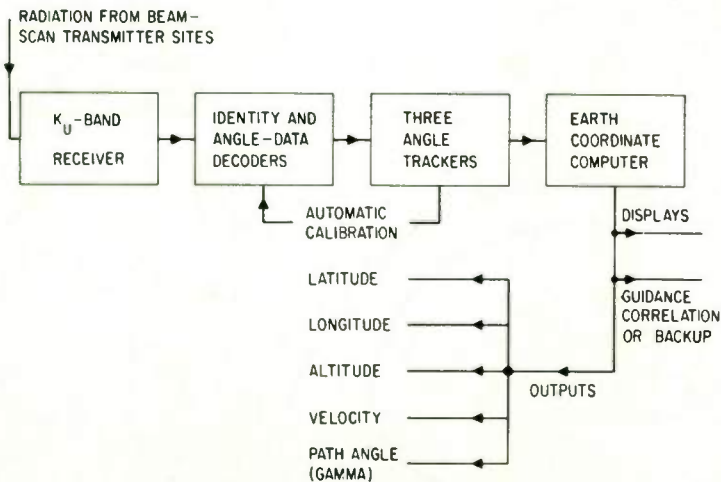 RADIATION FROM BEAM-
SCAN TRANSMITTER SITES
KU-BAND
RECEIVER
IDENTITY AND
ANGLE-DATA
DECODERS
THREE
ANGLE
TRACKERS
EARTH
COORDINATE
COMPUTER
AUTOMATIC
CALIBRATION
DISPLAYS
GUIDANCE
CORRELATION
OR BACKUP
OUTPUTS
LATITUDE
LONGITUDE
ALTITUDE
VELOCITY
PATH ANGLE
(GAMMA)